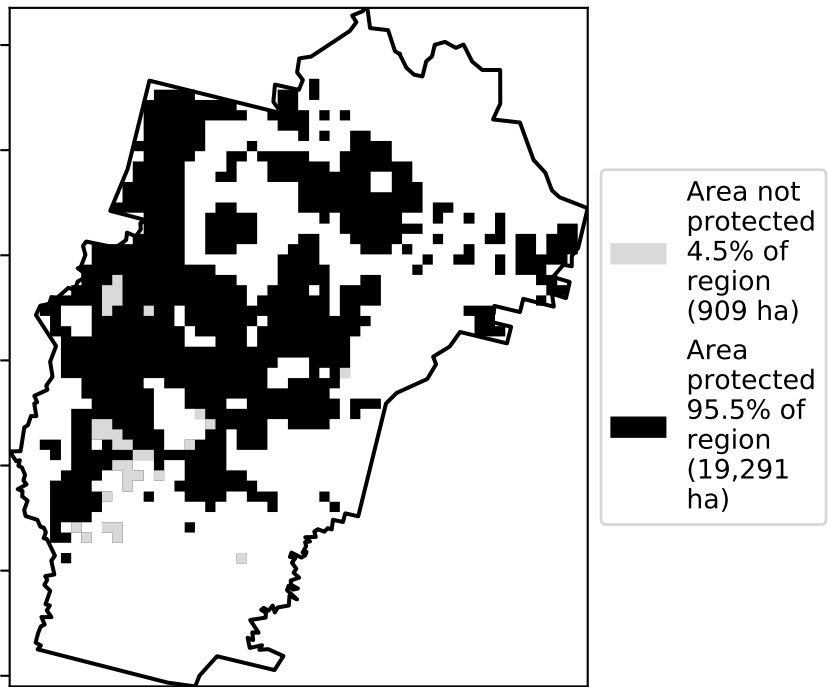 Area not
protected
4.5% of
region
(909 ha)
Area
protected
95.5% of
region
(19,291
ha)